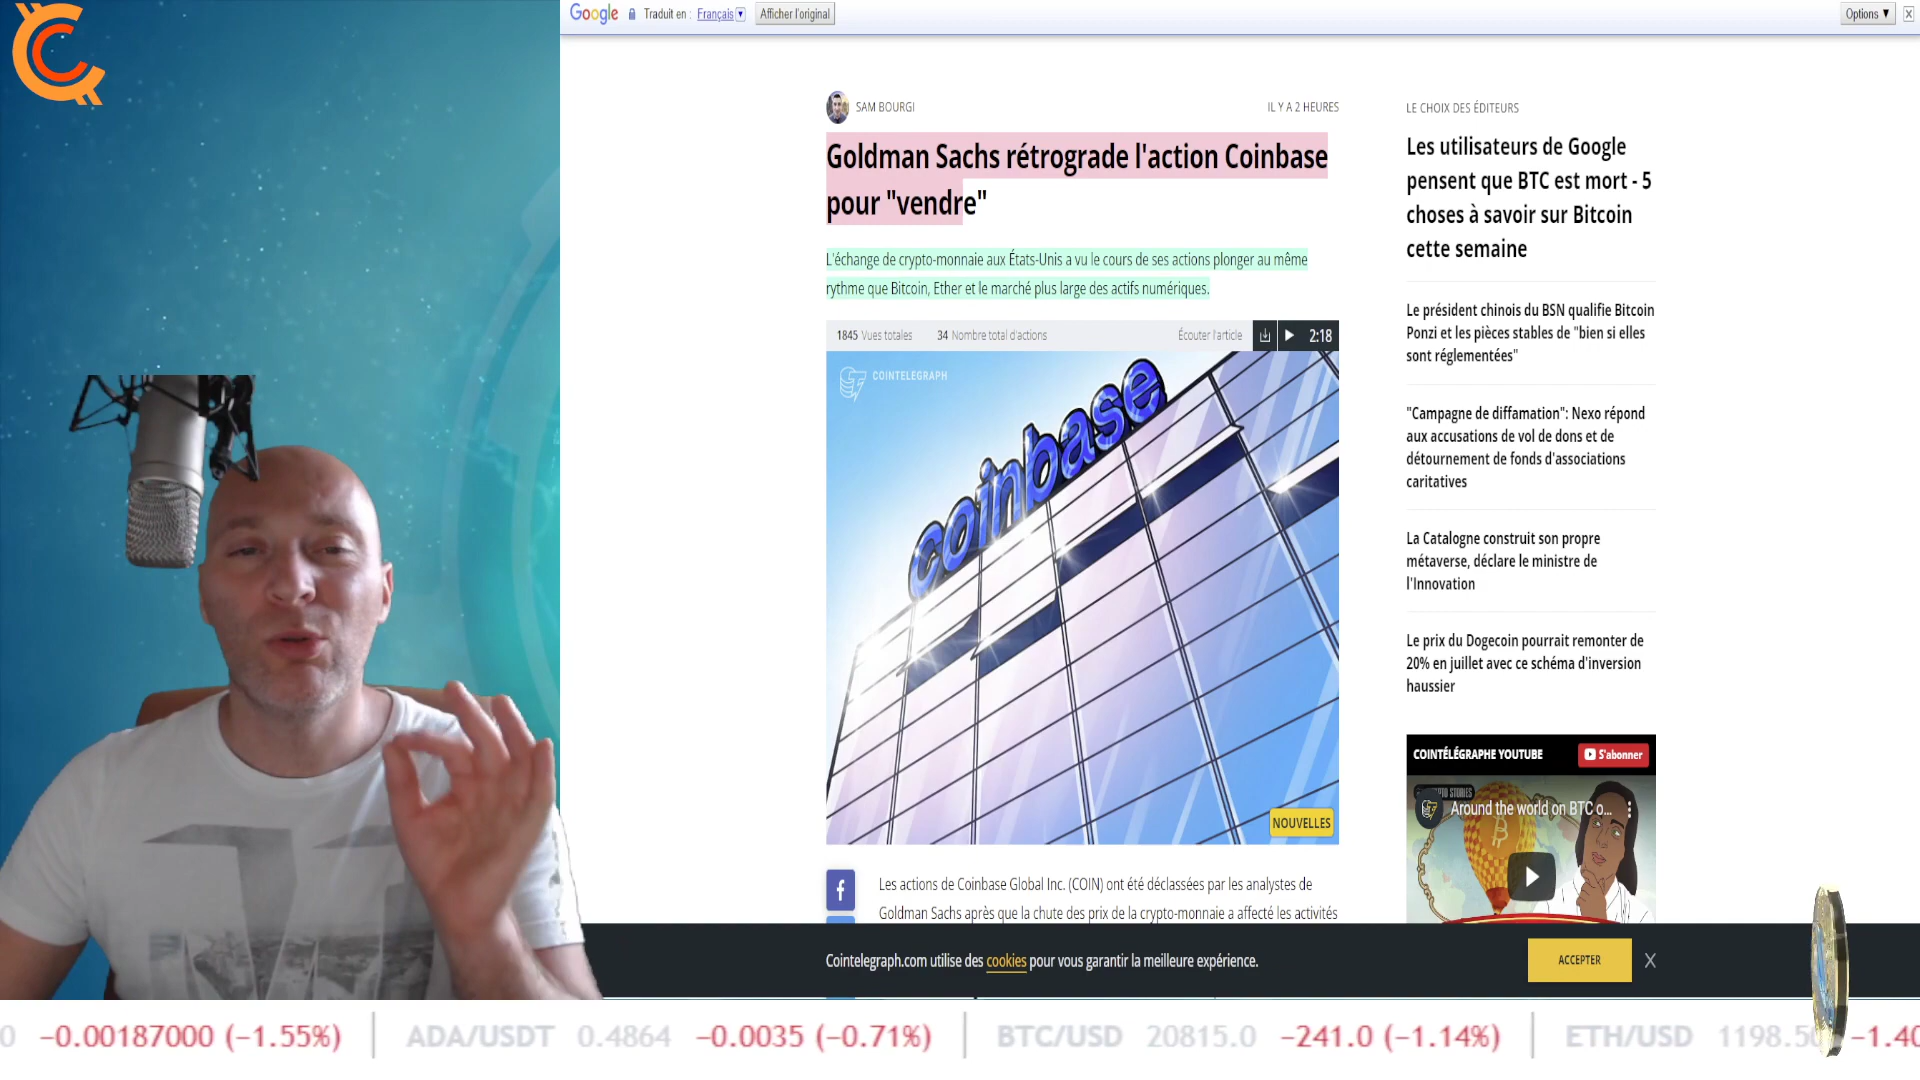 Google Traduit en : Français Afficher l'original Options ▼ X
SAM BOURGI IL Y A 2 HEURES
Goldman Sachs rétrograde l'action Coinbase
pour "vendre"
L'échange de crypto-monnaie aux États-Unis a vu le cours de ses actions plonger au même
rythme que Bitcoin, Ether et le marché plus large des actifs numériques.
1845 Vues totales 34 Nombre total d'actions Écouter l'article 2:18
COINTELEGRAPH
coinbase
NOUVELLES
Les actions de Coinbase Global Inc. (COIN) ont été déclassées par les analystes de
Goldman Sachs après que la chute des prix de la crypto-monnaie a affecté les activités
LE CHOIX DES ÉDITEURS
Les utilisateurs de Google
pensent que BTC est mort - 5
choses à savoir sur Bitcoin
cette semaine
Le président chinois du BSN qualifie Bitcoin
Ponzi et les pièces stables de "bien si elles
sont réglementées"
"Campagne de diffamation": Nexo répond
aux accusations de vol de dons et de
détournement de fonds d'associations
caritatives
La Catalogne construit son propre
métaverse, déclare le ministre de
l'Innovation
Le prix du Dogecoin pourrait remonter de
20% en juillet avec ce schéma d'inversion
haussier
COINTÉLÉGRAPHE YOUTUBE S'abonner
Around the world on BTC o...
Cointelegraph.com utilise des cookies pour vous garantir la meilleure expérience. ACCEPTER X
0 −0.00187000 (−1.55%) ADA/USDT 0.4864 −0.0035 (−0.71%) BTC/USD 20815.0 −241.0 (−1.14%) ETH/USD 1198.50 −1.40